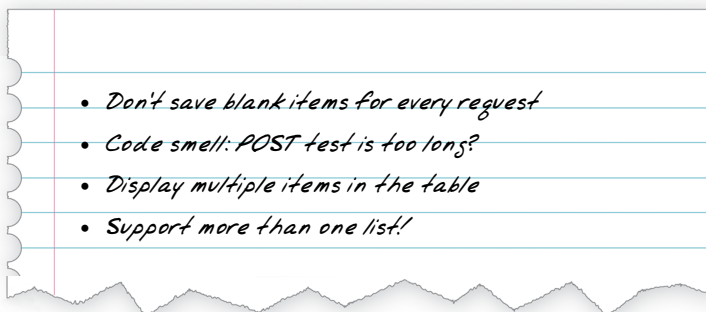 • Don't save blank items for every request
• Code smell: POST test is too long?
• Display multiple items in the table
• Support more than one list!